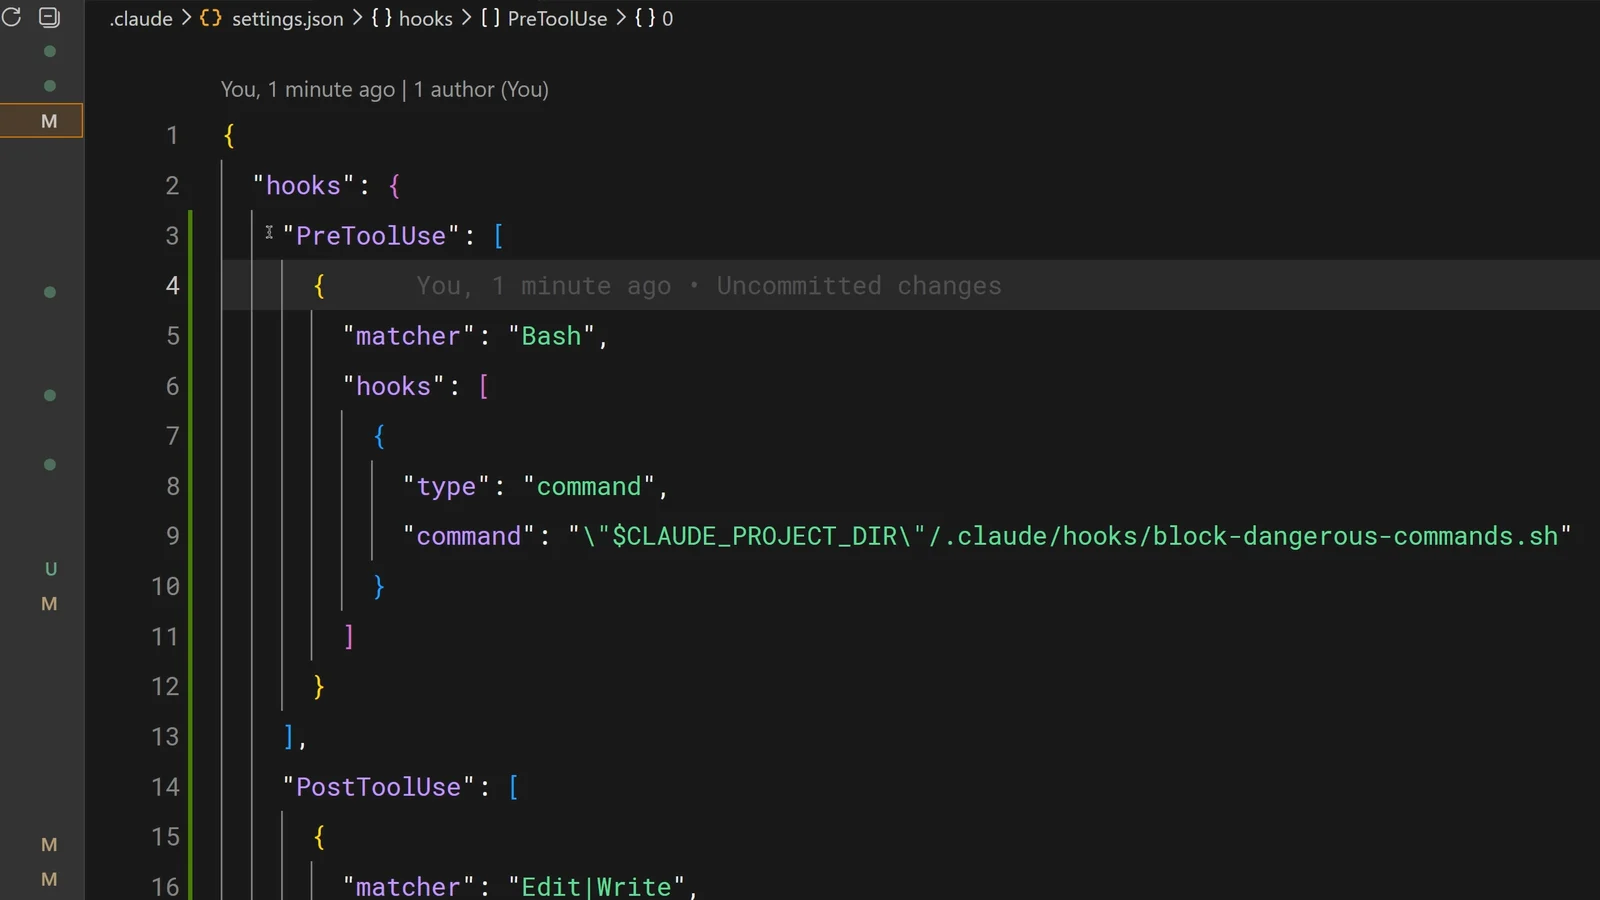 .claude > {} settings.json > {} hooks > [ ] PreToolUse > {} 0
You, 1 minute ago | 1 author (You)
M
1 {
2 "hooks": {
3 "PreToolUse": [
4 { You, 1 minute ago • Uncommitted changes
5 "matcher": "Bash",
6 "hooks": [
7 {
8 "type": "command",
9 "command": "\"$CLAUDE_PROJECT_DIR\"/.claude/hooks/block-dangerous-commands.sh"
U
10 }
M
11 ]
12 }
13 ],
14 "PostToolUse": [
15 {
M
16 "matcher": "Edit|Write",
M